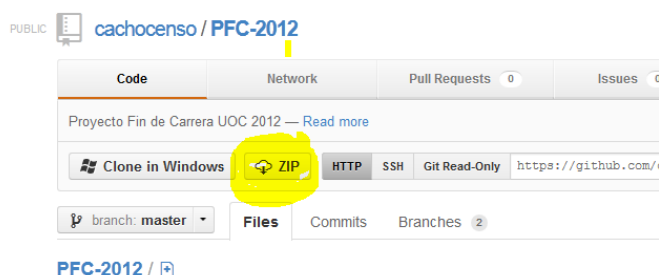 PUBLIC cachocenso / PFC-2012
Code Network Pull Requests 0 Issues 0
Proyecto Fin de Carrera UOC 2012 — Read more
Clone in Windows ZIP HTTP SSH Git Read-Only https://github.com/
branch: master Files Commits Branches 2
PFC-2012 /